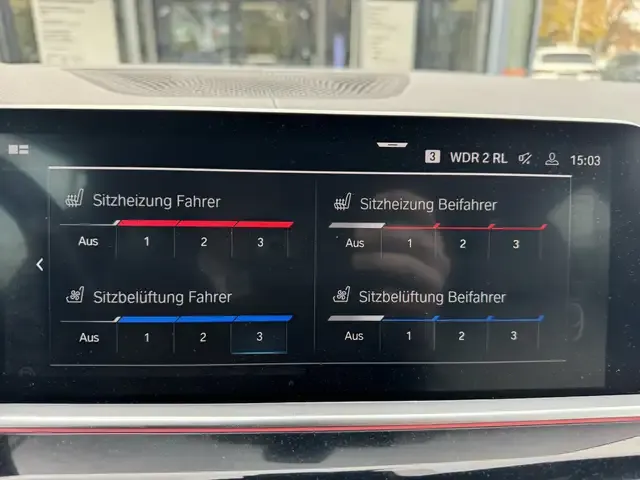 3 WDR 2 RL 15:03
Sitzheizung Fahrer
Aus 1 2 3
Sitzheizung Beifahrer
Aus 1 2 3
Sitzbelüftung Fahrer
Aus 1 2 3
Sitzbelüftung Beifahrer
Aus 1 2 3